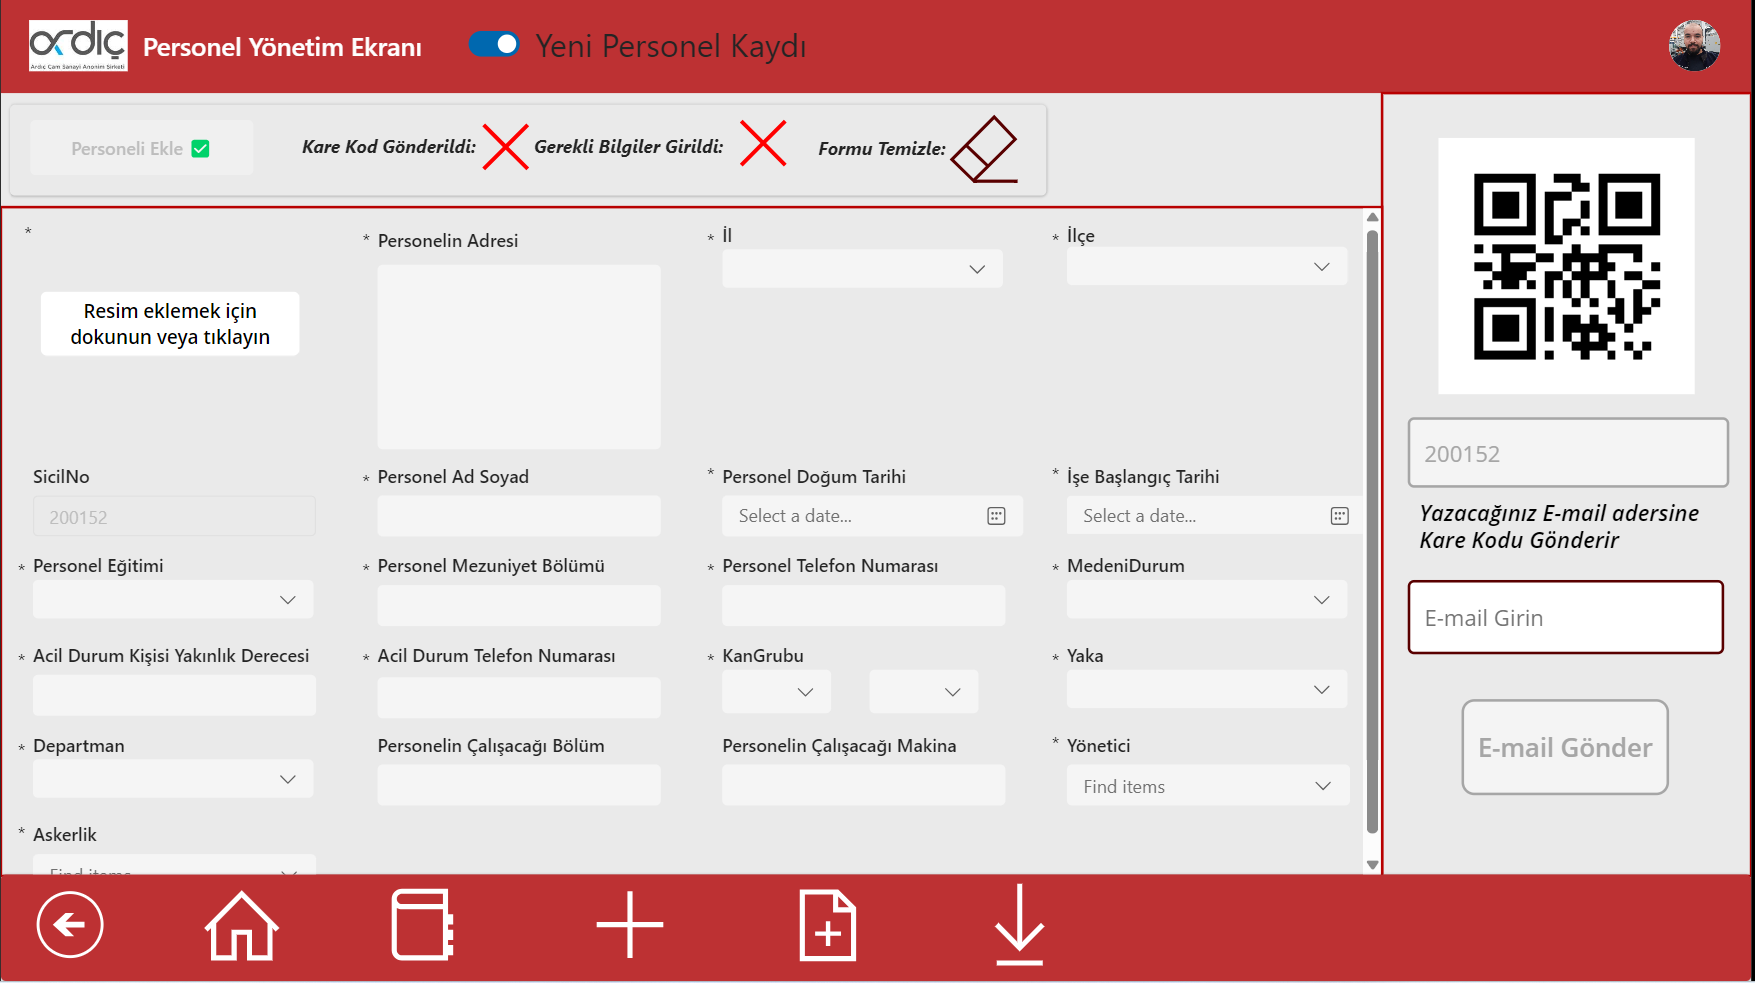 ardıç
Ardıc Cam Sanayi Anonim Sirketi
Personel Yönetim Ekranı
Yeni Personel Kaydı
Personeli Ekle
Kare Kod Gönderildi:
Gerekli Bilgiler Girildi:
Formu Temizle:
*
Resim eklemek için
dokunun veya tıklayın
* Personelin Adresi
* İl
* İlçe
SicilNo
200152
* Personel Ad Soyad
* Personel Doğum Tarihi
Select a date...
* İşe Başlangıç Tarihi
Select a date...
* Personel Eğitimi
* Personel Mezuniyet Bölümü
* Personel Telefon Numarası
* MedeniDurum
* Acil Durum Kişisi Yakınlık Derecesi
* Acil Durum Telefon Numarası
* KanGrubu
* Yaka
* Departman
Personelin Çalışacağı Bölüm
Personelin Çalışacağı Makina
* Yönetici
Find items
* Askerlik
Find items
200152
Yazacağınız E-mail adersine
Kare Kodu Gönderir
E-mail Girin
E-mail Gönder